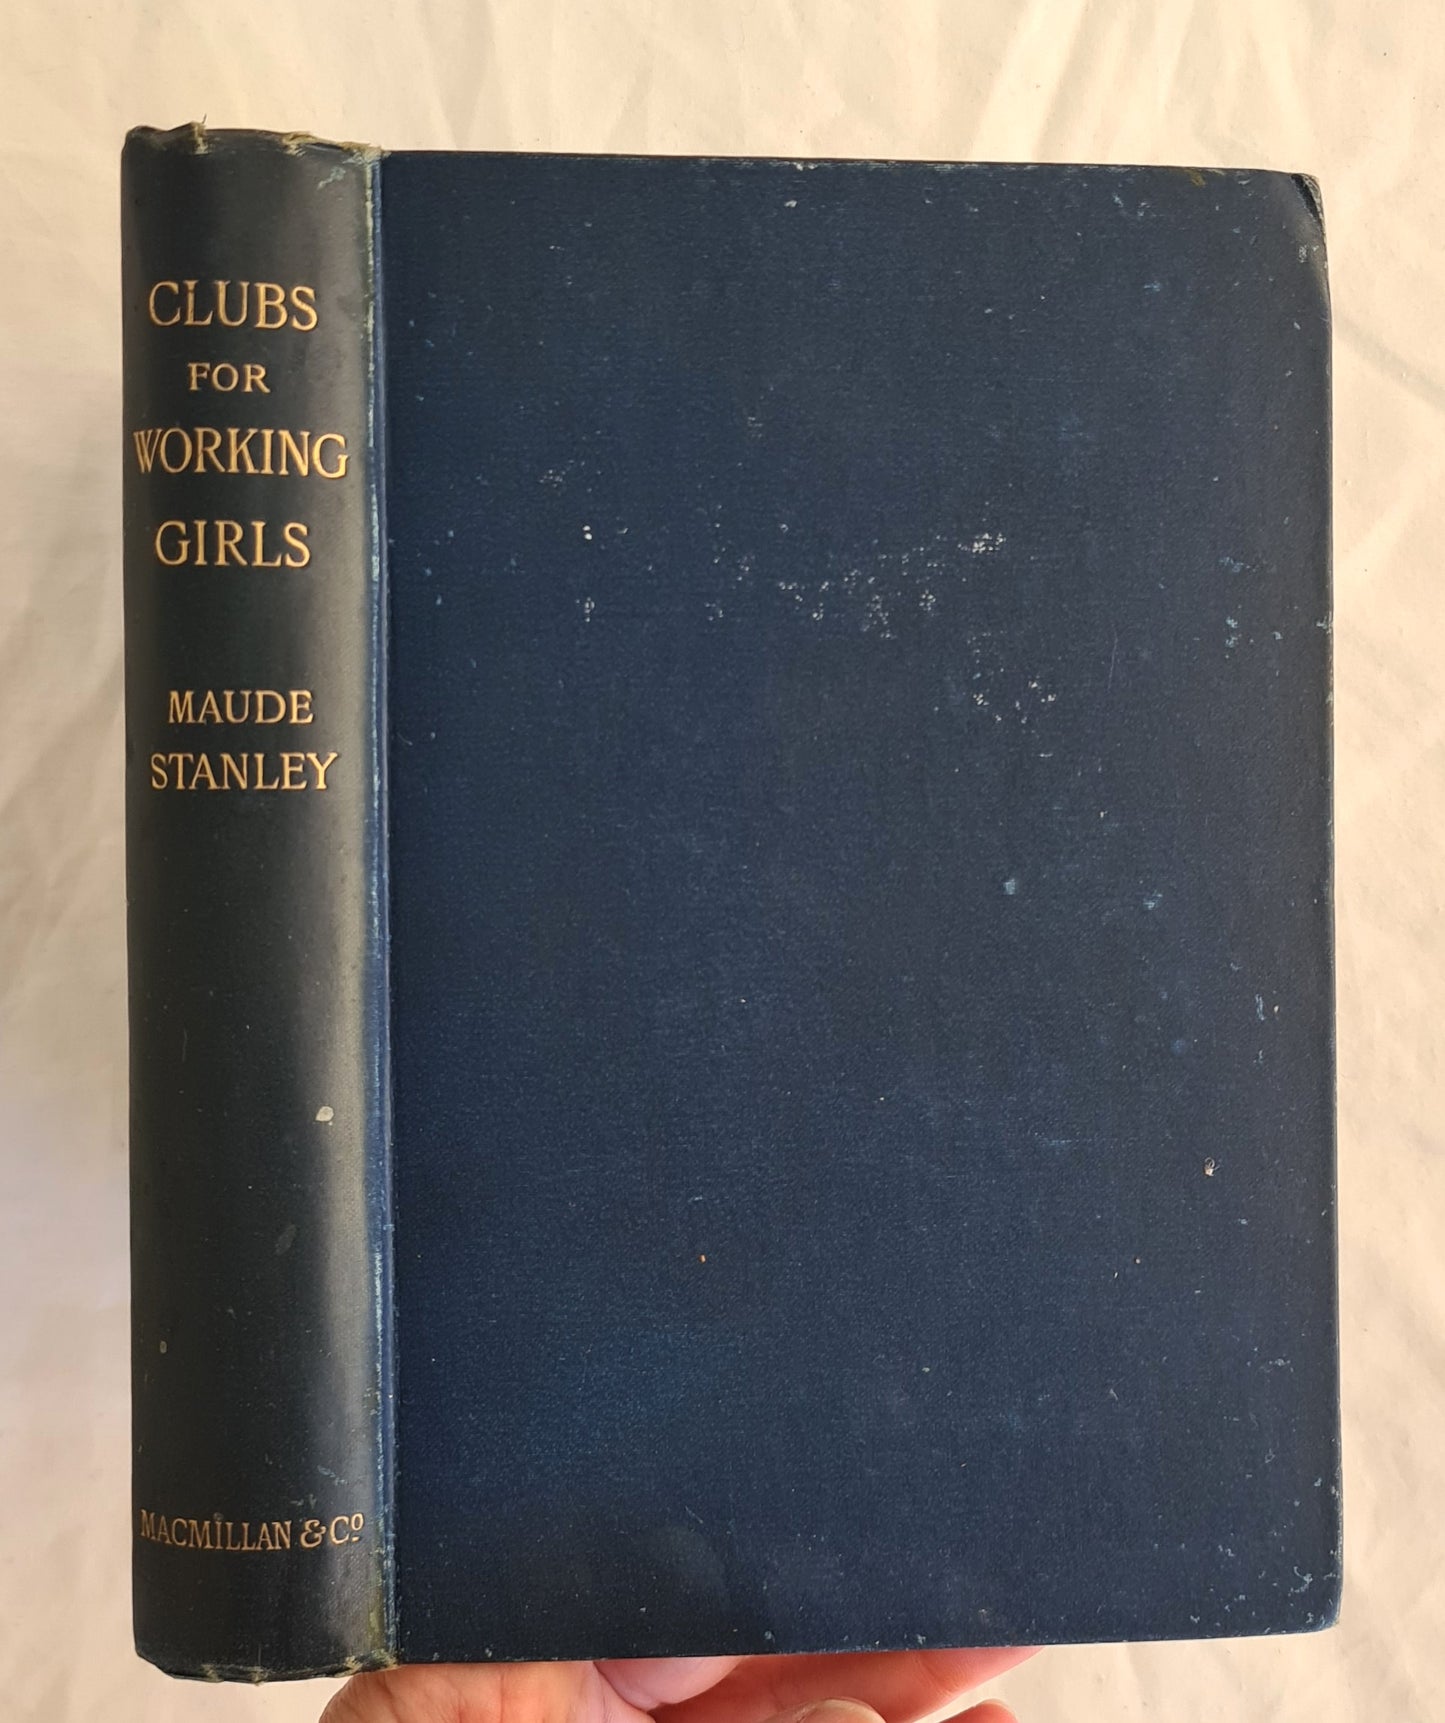 CLUBS
FOR
WORKING
GIRLS
MAUDE
STANLEY
MACMILLAN & Cº